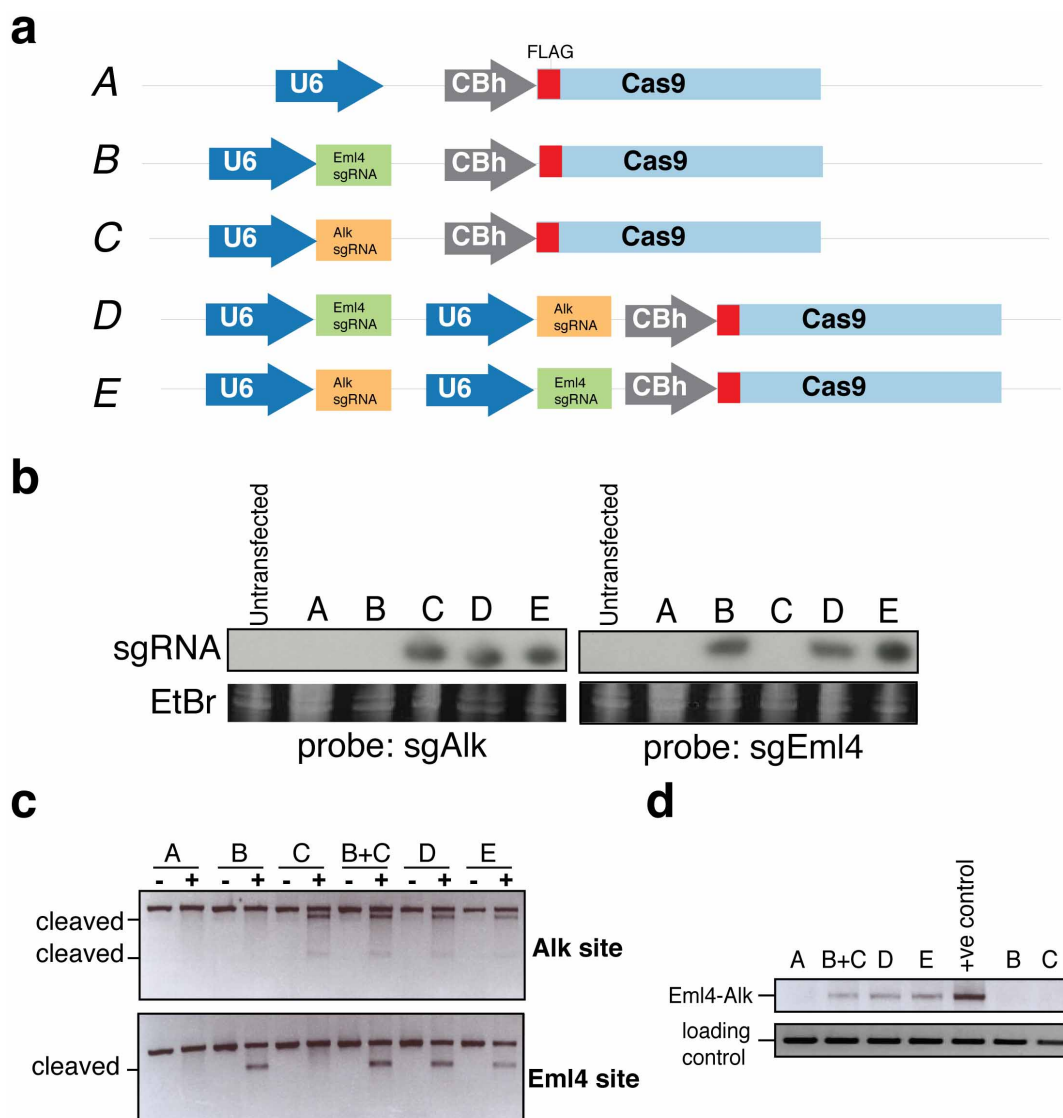 a
FLAG
A U6 CBh Cas9
B U6 Eml4 sgRNA CBh Cas9
C U6 Alk sgRNA CBh Cas9
D U6 Eml4 sgRNA U6 Alk sgRNA CBh Cas9
E U6 Alk sgRNA U6 Eml4 sgRNA CBh Cas9
b
Untransfected A B C D E
Untransfected A B C D E
sgRNA
EtBr
probe: sgAlk
probe: sgEml4
c
A B C B+C D E
- + - + - + - + - + - +
cleaved
cleaved
Alk site
cleaved
Eml4 site
d
A B+C D E +ve control B C
Eml4-Alk
loading
control